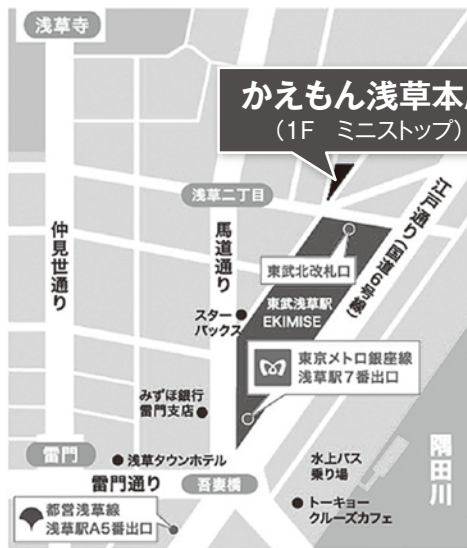 浅草寺
かえもん浅草本
(1F ミニストップ)
浅草二丁目
仲見世通り
馬道通り
江戸通り(国道6号線)
東武北改札口
東武浅草駅
EKIMISE
スター
バックス
東京メトロ銀座線
浅草駅7番出口
みずほ銀行
雷門支店
雷門
浅草タウンホテル
雷門通り
吾妻橋
水上バス
乗り場
隅田川
都営浅草線
浅草駅A5番出口
トーキョー
クルーズカフェ